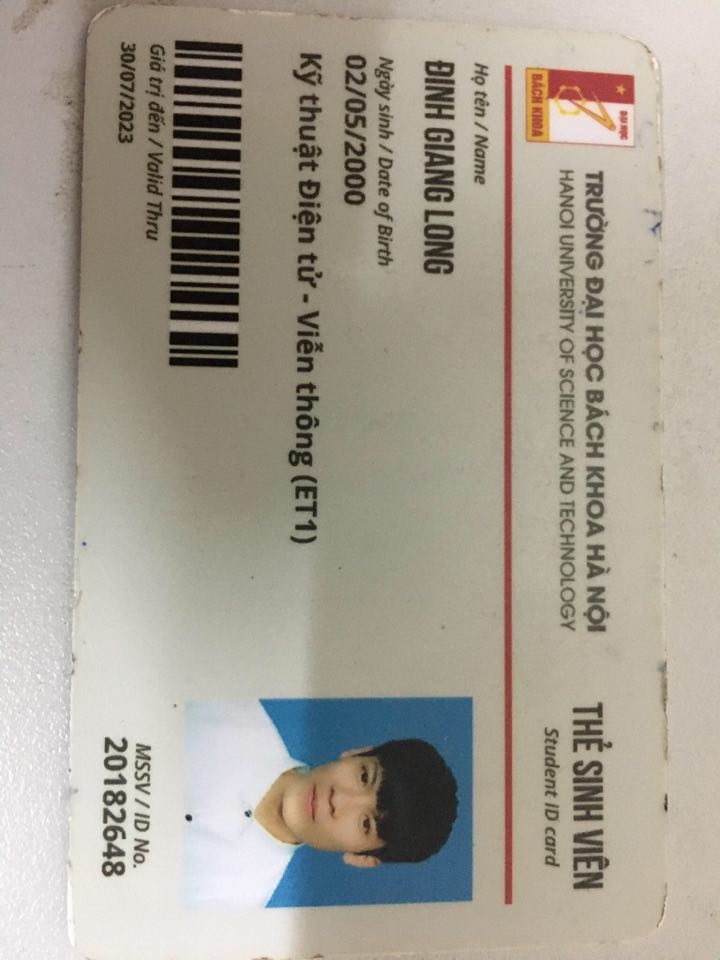 ĐẠI HỌC
BÁCH KHOA
TRƯỜNG ĐẠI HỌC BÁCH KHOA HÀ NỘI
HANOI UNIVERSITY OF SCIENCE AND TECHNOLOGY
THẺ SINH VIÊN
Student ID card
Họ tên / Name
ĐINH GIANG LONG
Ngày sinh / Date of Birth
02/05/2000
Kỹ thuật Điện tử - Viễn thông (ET1)
Giá trị đến / Valid Thru
30/07/2023
MSSV / ID No.
20182648